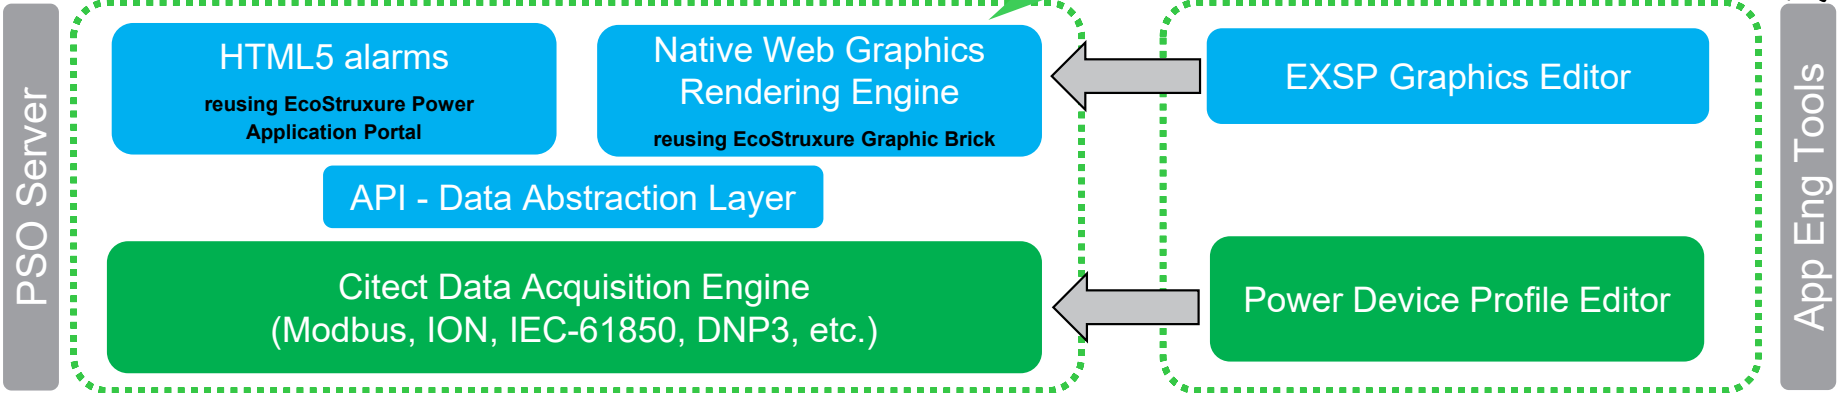 PSO Server
HTML5 alarms
reusing EcoStruxure Power
Application Portal
Native Web Graphics
Rendering Engine
reusing EcoStruxure Graphic Brick
API - Data Abstraction Layer
Citect Data Acquisition Engine
(Modbus, ION, IEC-61850, DNP3, etc.)
EXSP Graphics Editor
Power Device Profile Editor
App Eng Tools